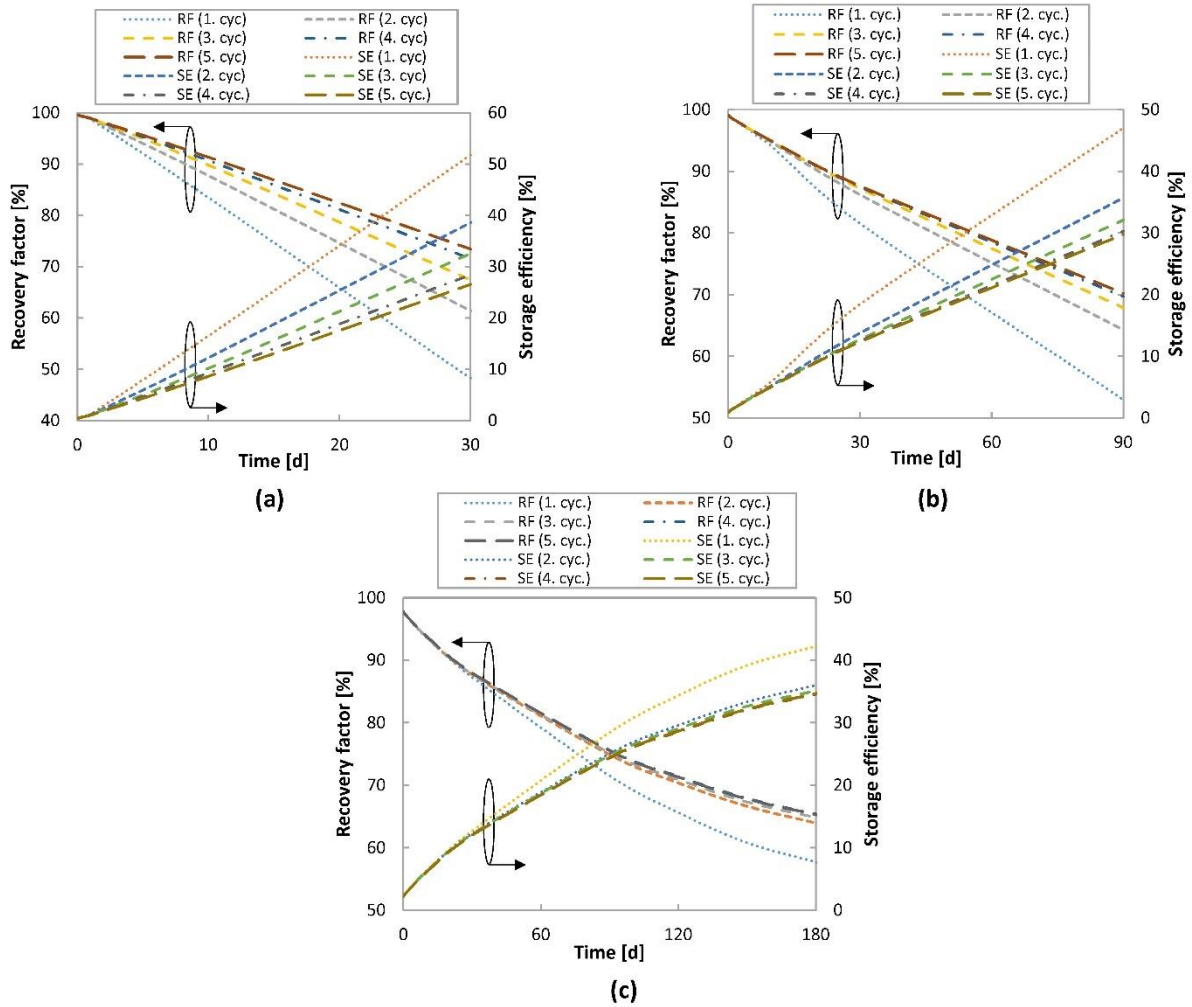 RF (1. cyc) RF (2. cyc)
RF (3. cyc) RF (4. cyc)
RF (5. cyc) SE (1. cyc)
SE (2. cyc) SE (3. cyc)
SE (4. cyc.) SE (5. cyc.)
100
90
80
70
60
50
40
Recovery factor [%]
60
50
40
30
20
10
0
Storage efficiency [%]
0 10 20 30
Time [d]
(a)
RF (1. cyc.) RF (2. cyc.)
RF (3. cyc.) RF (4. cyc.)
RF (5. cyc.) SE (1. cyc.)
SE (2. cyc.) SE (3. cyc.)
SE (4. cyc.) SE (5. cyc.)
100
90
80
70
60
50
Recovery factor [%]
50
40
30
20
10
0
Storage efficiency [%]
0 30 60 90
Time [d]
(b)
RF (1. cyc.) RF (2. cyc.)
RF (3. cyc.) RF (4. cyc.)
RF (5. cyc.) SE (1. cyc.)
SE (2. cyc.) SE (3. cyc.)
SE (4. cyc.) SE (5. cyc.)
100
90
80
70
60
50
Recovery factor [%]
50
40
30
20
10
0
Storage efficiency [%]
0 60 120 180
Time [d]
(c)